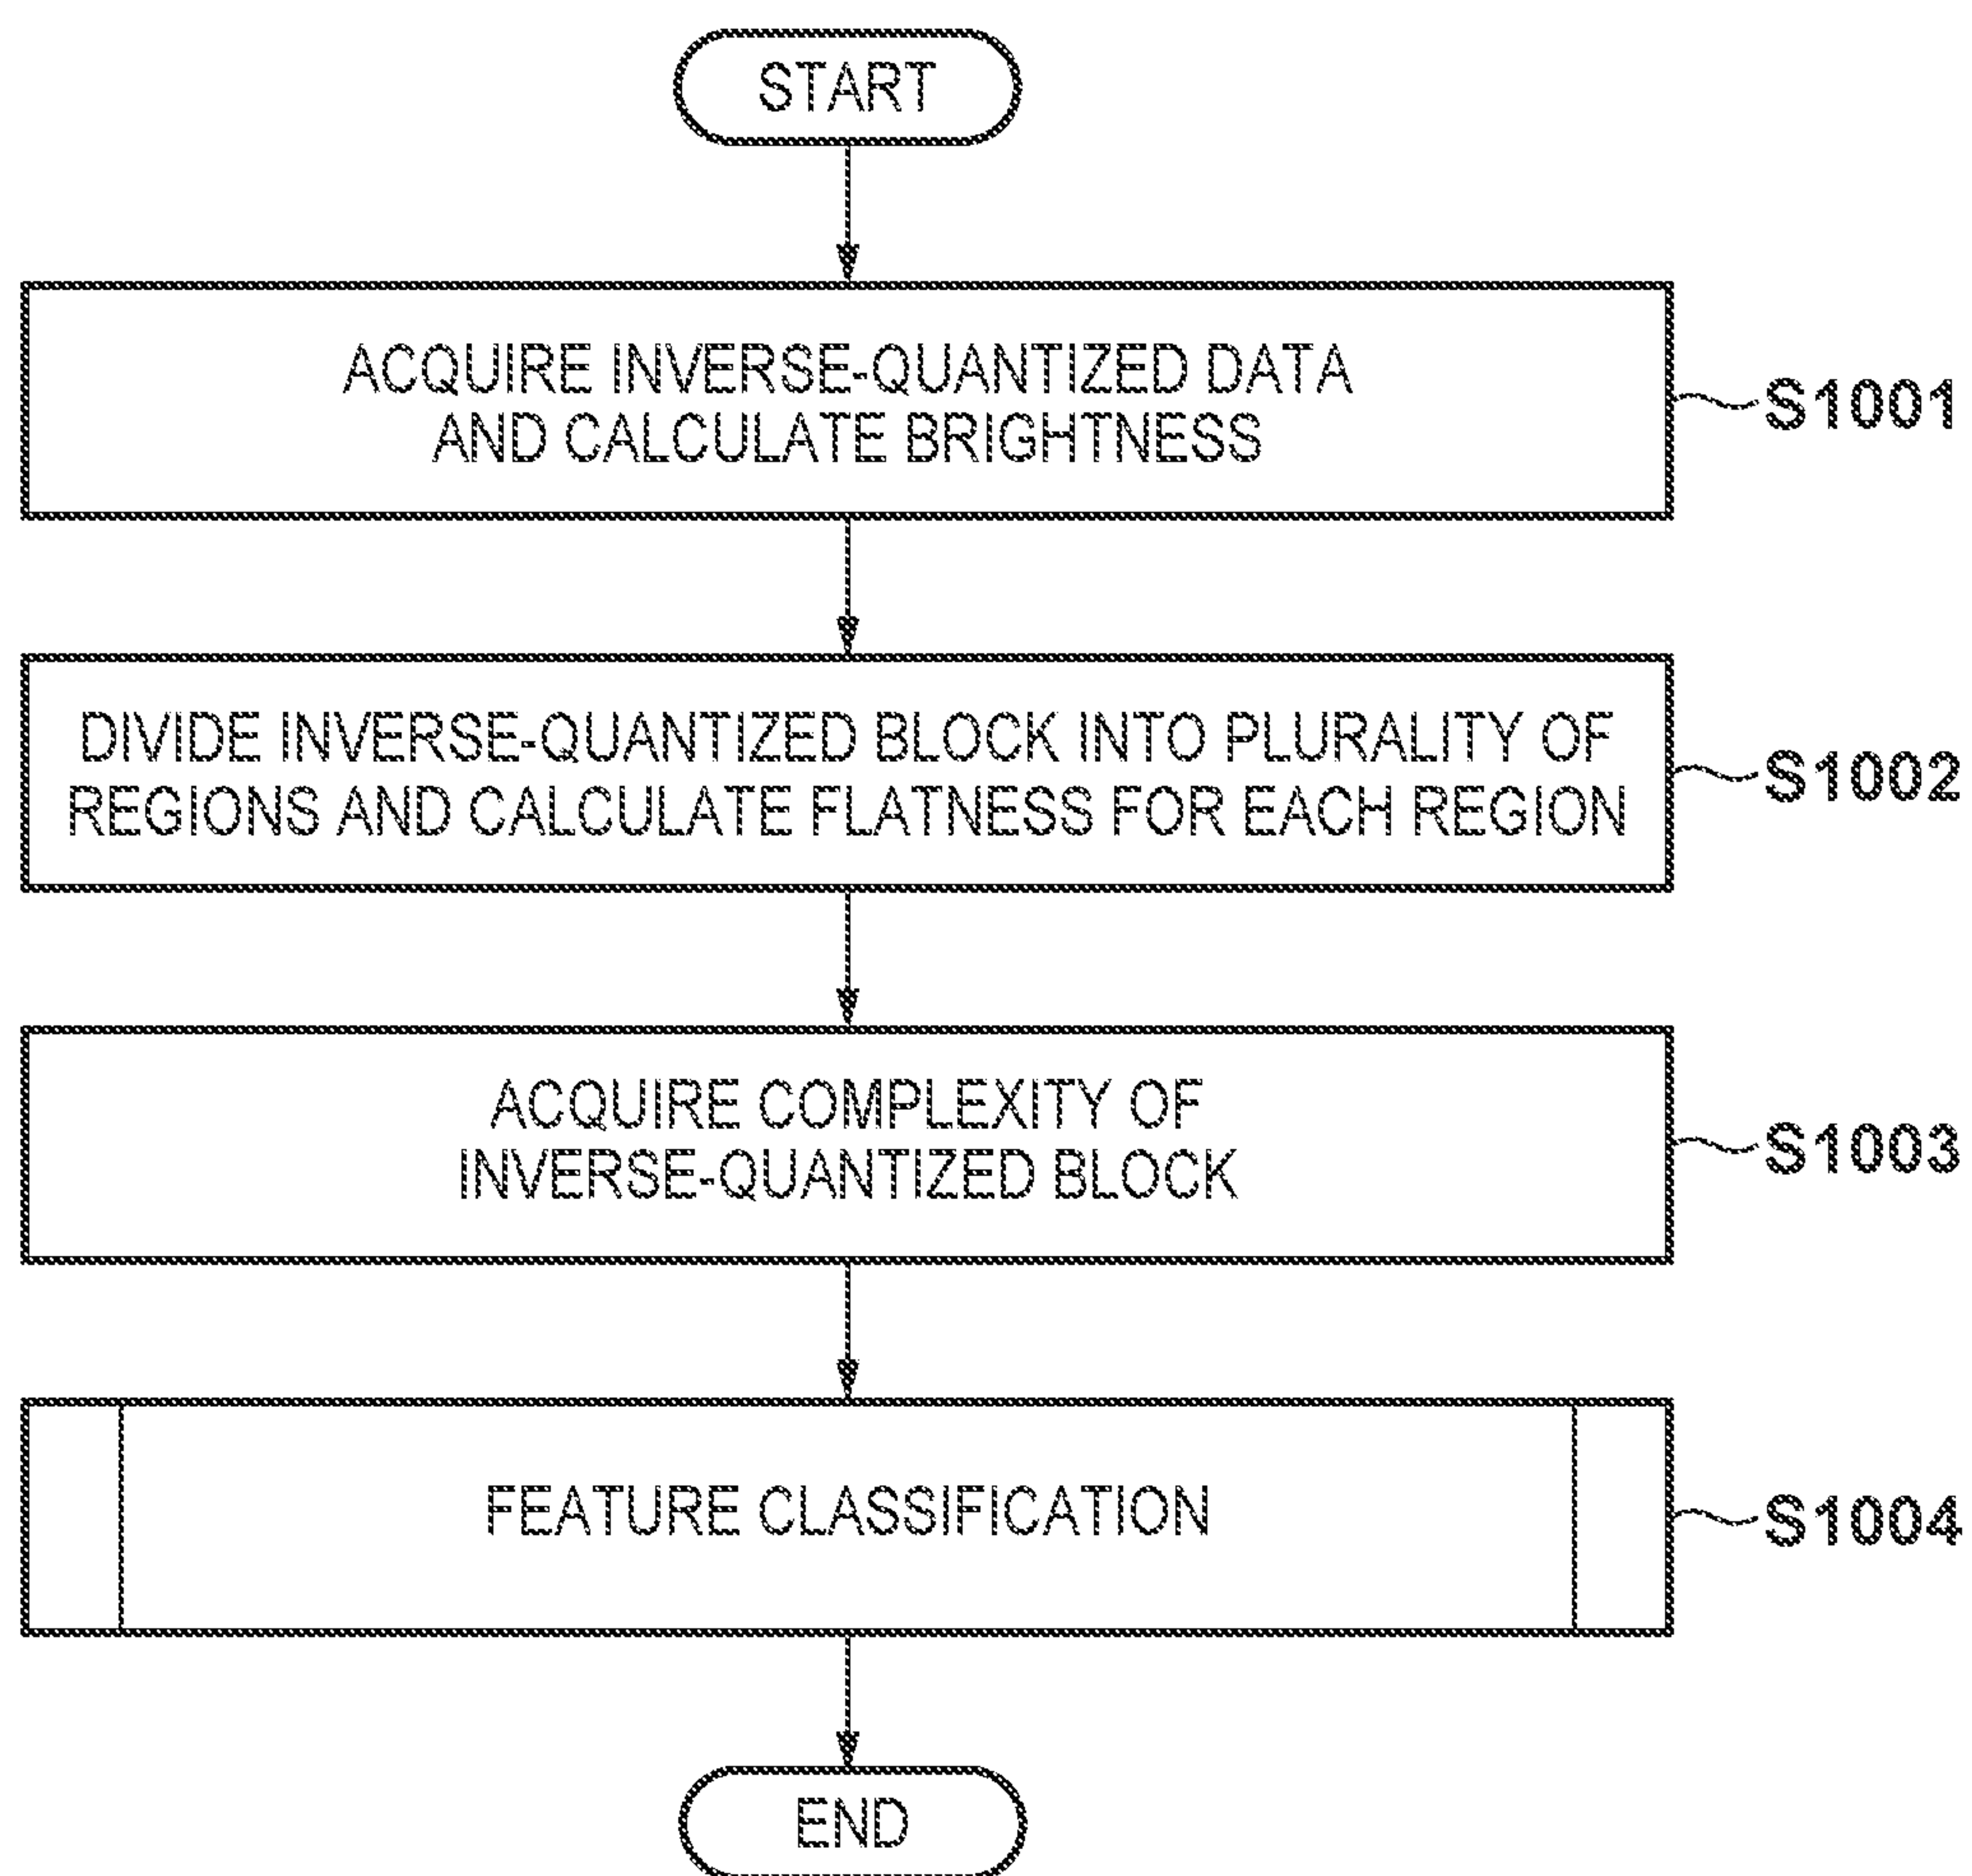 START
ACQUIRE INVERSE-QUANTIZED DATA
AND CALCULATE BRIGHTNESS
S1001
DIVIDE INVERSE-QUANTIZED BLOCK INTO PLURALITY OF
REGIONS AND CALCULATE FLATNESS FOR EACH REGION
S1002
ACQUIRE COMPLEXITY OF
INVERSE-QUANTIZED BLOCK
S1003
FEATURE CLASSIFICATION
S1004
END